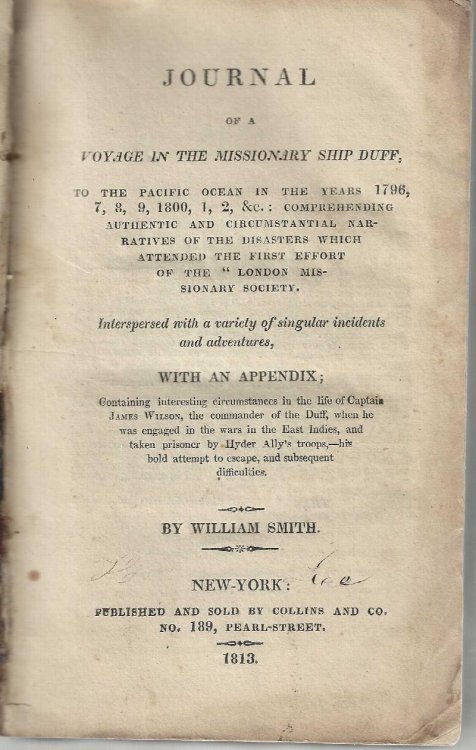 JOURNAL
OF A
VOYAGE IN THE MISSIONARY SHIP DUFF,
TO THE PACIFIC OCEAN IN THE YEARS 1796,
7, 8, 9, 1800, 1, 2, &c.: COMPREHENDING
AUTHENTIC AND CIRCUMSTANTIAL NAR-
RATIVES OF THE DISASTERS WHICH
ATTENDED THE FIRST EFFORT
OF THE “ LONDON MIS-
SIONARY SOCIETY.
Interspersed with a variety of singular incidents
and adventures,
WITH AN APPENDIX;
Containing interesting circumstances in the life of Captain
JAMES WILSON, the commander of the Duff, when he
was engaged in the wars in the East Indies, and
taken prisoner by Hyder Ally's troops,—his
bold attempt to escape, and subsequent
difficulties.
BY WILLIAM SMITH.
NEW-YORK:
PUBLISHED AND SOLD BY COLLINS AND CO.
NO. 189, PEARL-STREET.
1813.